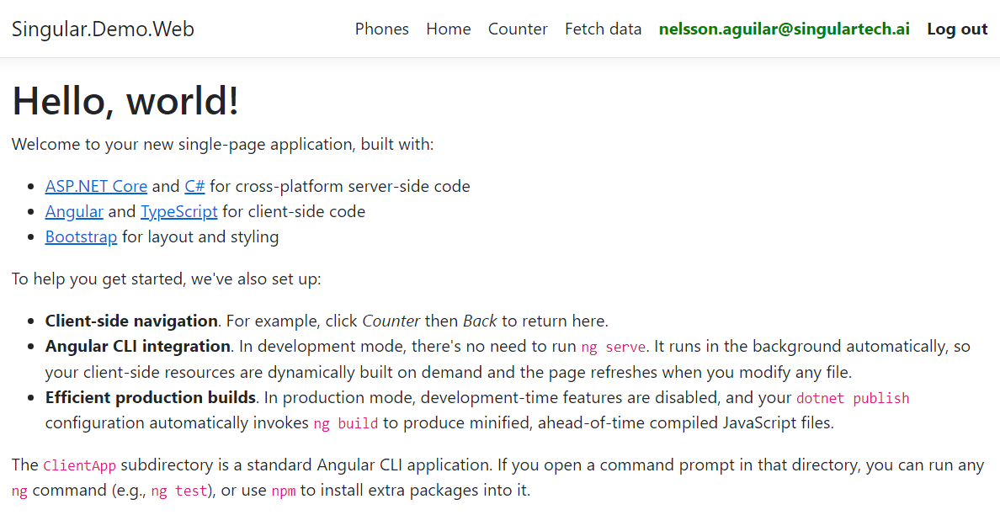 Singular.Demo.Web Phones Home Counter Fetch data nelsson.aguilar@singulartech.ai Log out
Hello, world!
Welcome to your new single-page application, built with:
• ASP.NET Core and C# for cross-platform server-side code
• Angular and TypeScript for client-side code
• Bootstrap for layout and styling
To help you get started, we've also set up:
• Client-side navigation. For example, click Counter then Back to return here.
• Angular CLI integration. In development mode, there's no need to run ng serve. It runs in the background automatically, so
your client-side resources are dynamically built on demand and the page refreshes when you modify any file.
• Efficient production builds. In production mode, development-time features are disabled, and your dotnet publish
configuration automatically invokes ng build to produce minified, ahead-of-time compiled JavaScript files.
The ClientApp subdirectory is a standard Angular CLI application. If you open a command prompt in that directory, you can run any
ng command (e.g., ng test), or use npm to install extra packages into it.